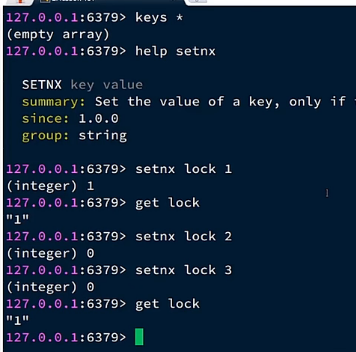 127.0.0.1:6379> keys *
(empty array)
127.0.0.1:6379> help setnx
SETNX key value
summary: Set the value of a key, only if
since: 1.0.0
group: string
127.0.0.1:6379> setnx lock 1
(integer) 1
127.0.0.1:6379> get lock
"1"
127.0.0.1:6379> setnx lock 2
(integer) 0
127.0.0.1:6379> setnx lock 3
(integer) 0
127.0.0.1:6379> get lock
"1"
127.0.0.1:6379>